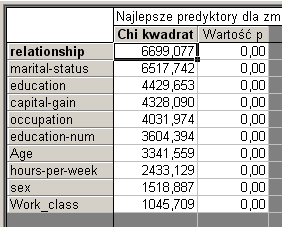 Najlepsze predyktory dla zm
Chi kwadrat Wartość p
relationship 6699,077 0,00
marital-status 6517,742 0,00
education 4429,653 0,00
capital-gain 4328,090 0,00
occupation 4031,974 0,00
education-num 3604,394 0,00
Age 3341,559 0,00
hours-per-week 2433,129 0,00
sex 1518,887 0,00
Work_class 1045,709 0,00